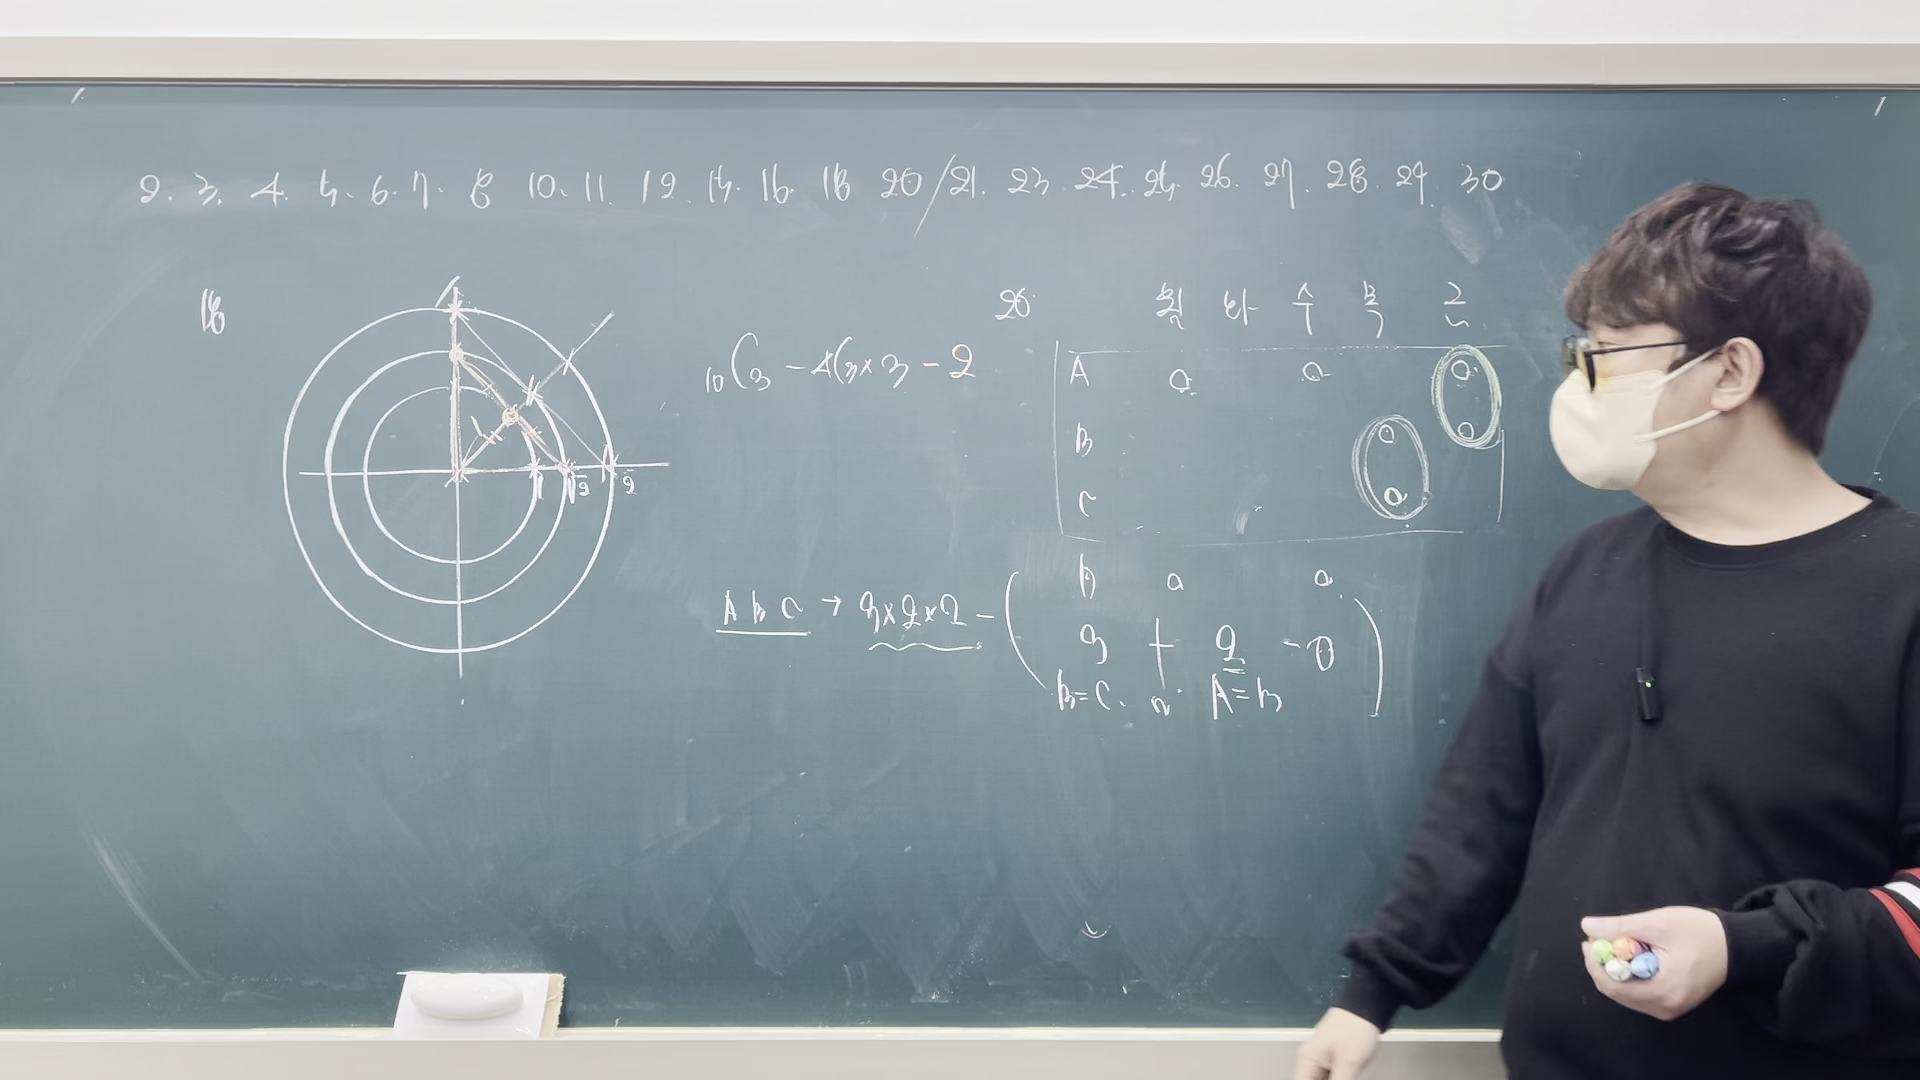 2. 3. 4. 5. 6. 7. 8 10. 11. 12. 15. 16. 18 20 / 21. 23 24. 25. 26. 27. 28. 29. 30
18
1 √2 2
10C3 - 4C3×3 - 2
20
월 화 수 목 금
A
B
C
A B C → 3×2×2 - (3 + 2 - 0)
B=C. A=B